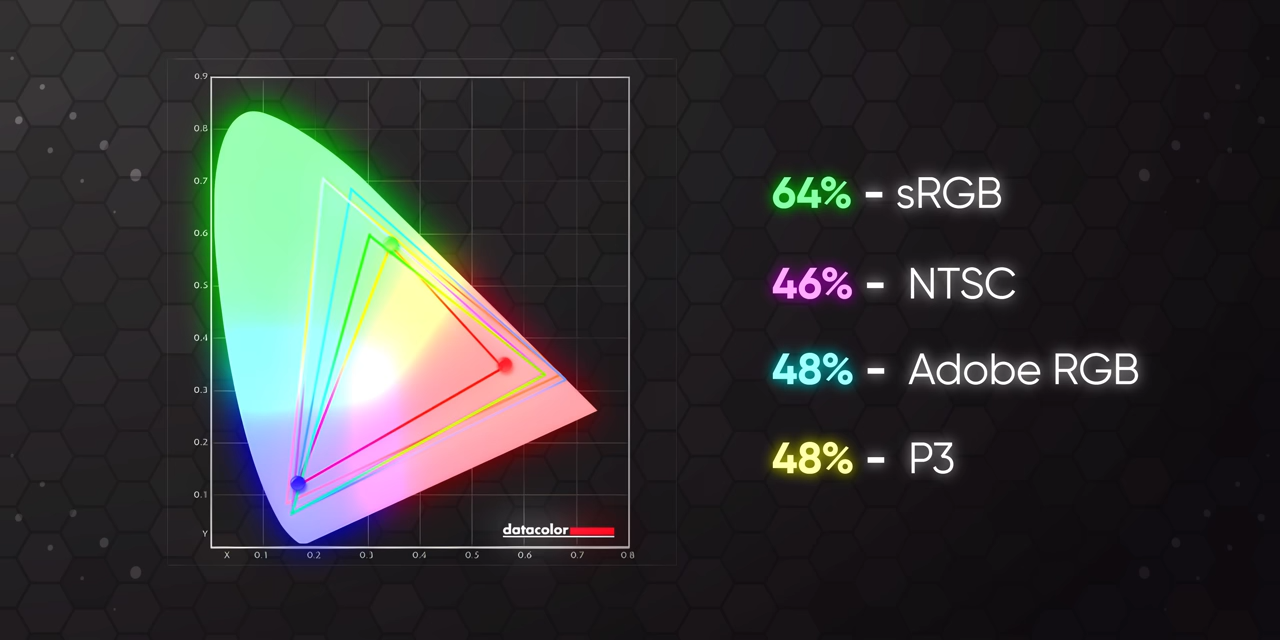 0.9
0.8
0.7
0.6
0.5
0.4
0.3
0.2
0.1
Y
X 0.1 0.2 0.3 0.4 0.6 0.7 0.8
datacolor
64% - sRGB
46% - NTSC
48% - Adobe RGB
48% - P3